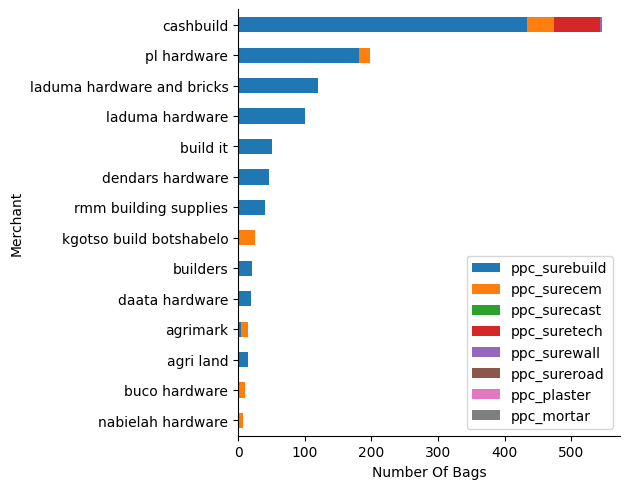 cashbuild
pl hardware
laduma hardware and bricks
laduma hardware
build it
dendars hardware
rmm building supplies
kgotso build botshabelo
builders
daata hardware
agrimark
agri land
buco hardware
nabielah hardware
Merchant
0 100 200 300 400 500
Number Of Bags
ppc_surebuild
ppc_surecem
ppc_surecast
ppc_suretech
ppc_surewall
ppc_sureroad
ppc_plaster
ppc_mortar